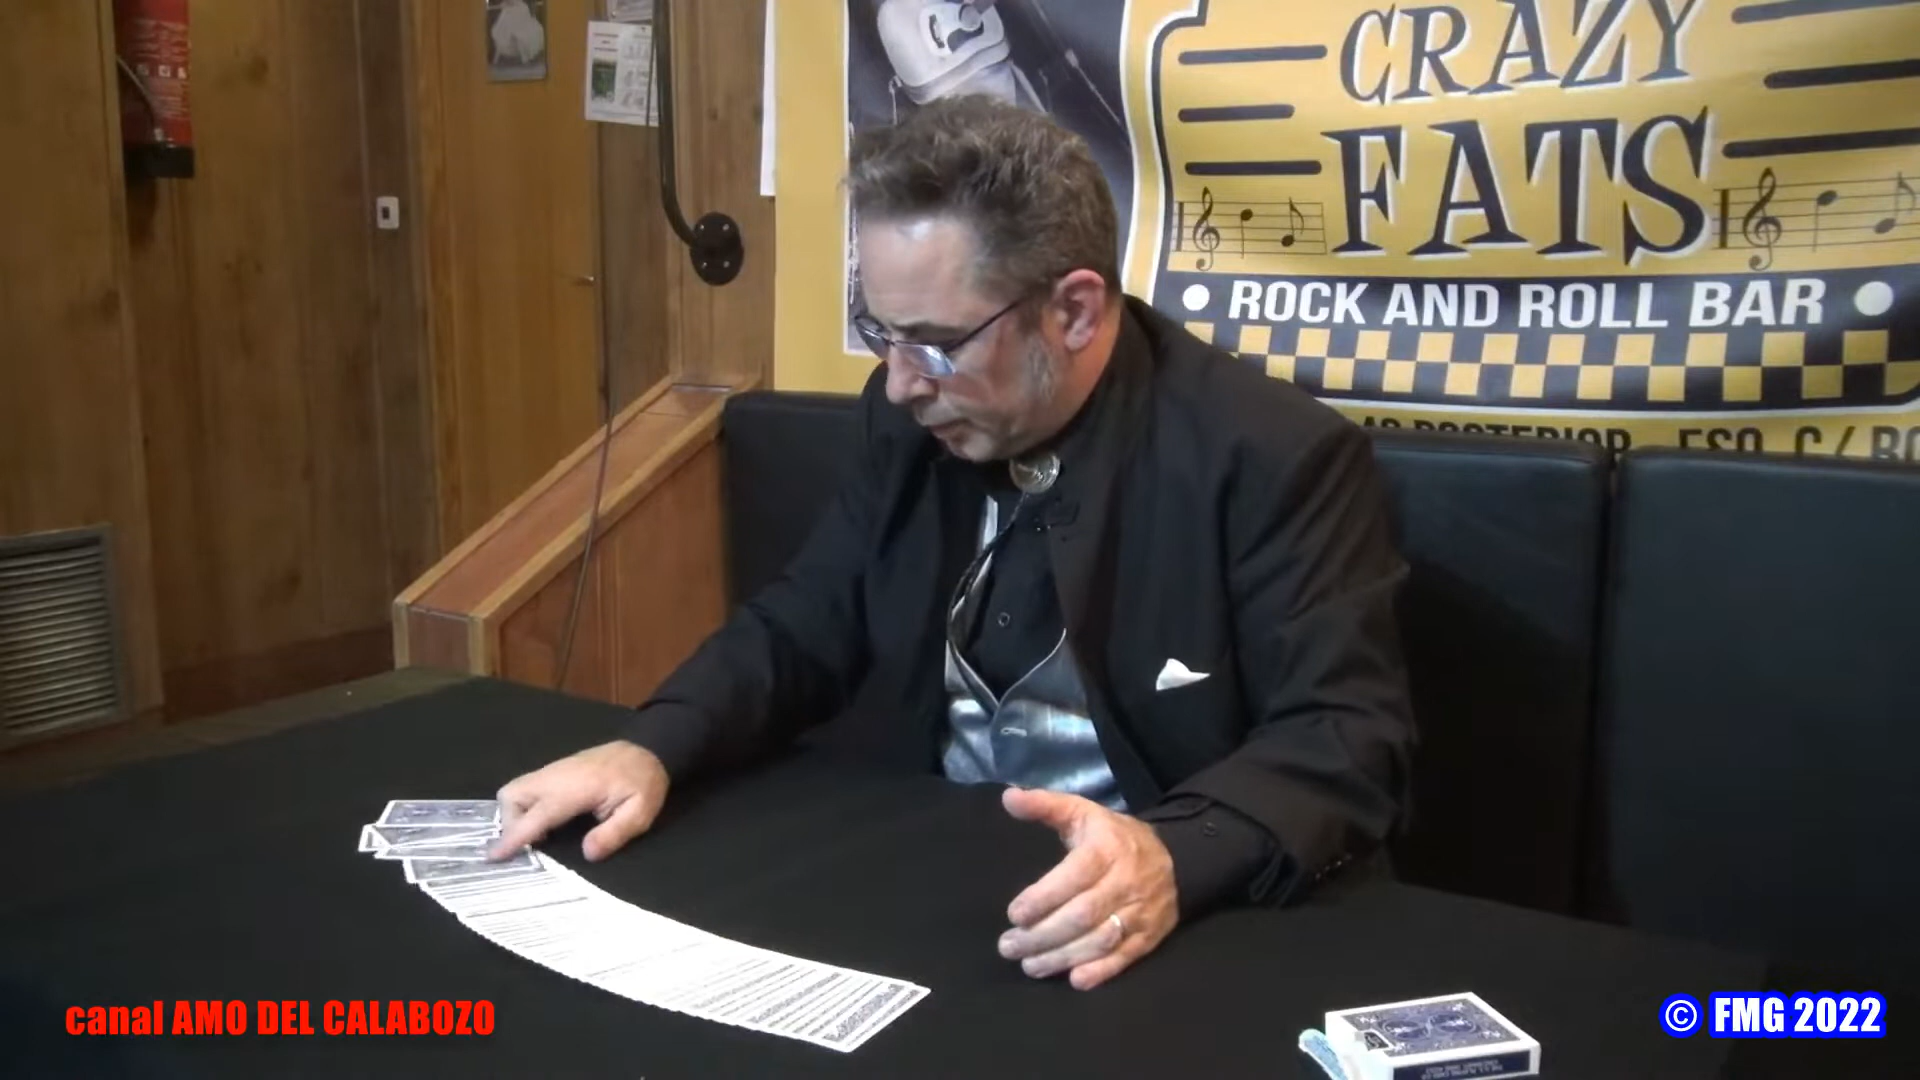 CRAZY
FATS
ROCK AND ROLL BAR
canal AMO DEL CALABOZO
© FMG 2022